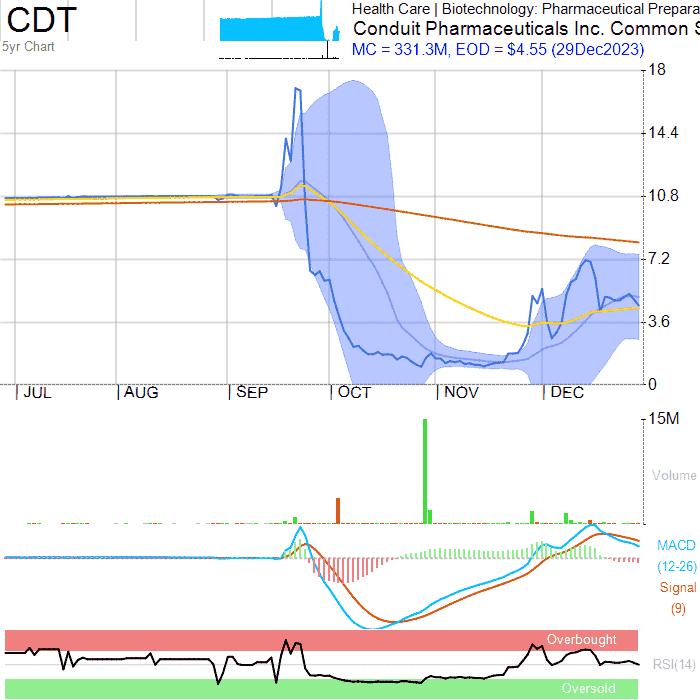 CDT
5yr Chart
Health Care | Biotechnology: Pharmaceutical Prepara
Conduit Pharmaceuticals Inc. Common S
MC = 331.3M, EOD = $4.55 (29Dec2023)
18
14.4
10.8
7.2
3.6
0
JUL AUG SEP OCT NOV DEC
15M
Volume
MACD
(12-26)
Signal
(9)
Overbought
RSI(14)
Oversold